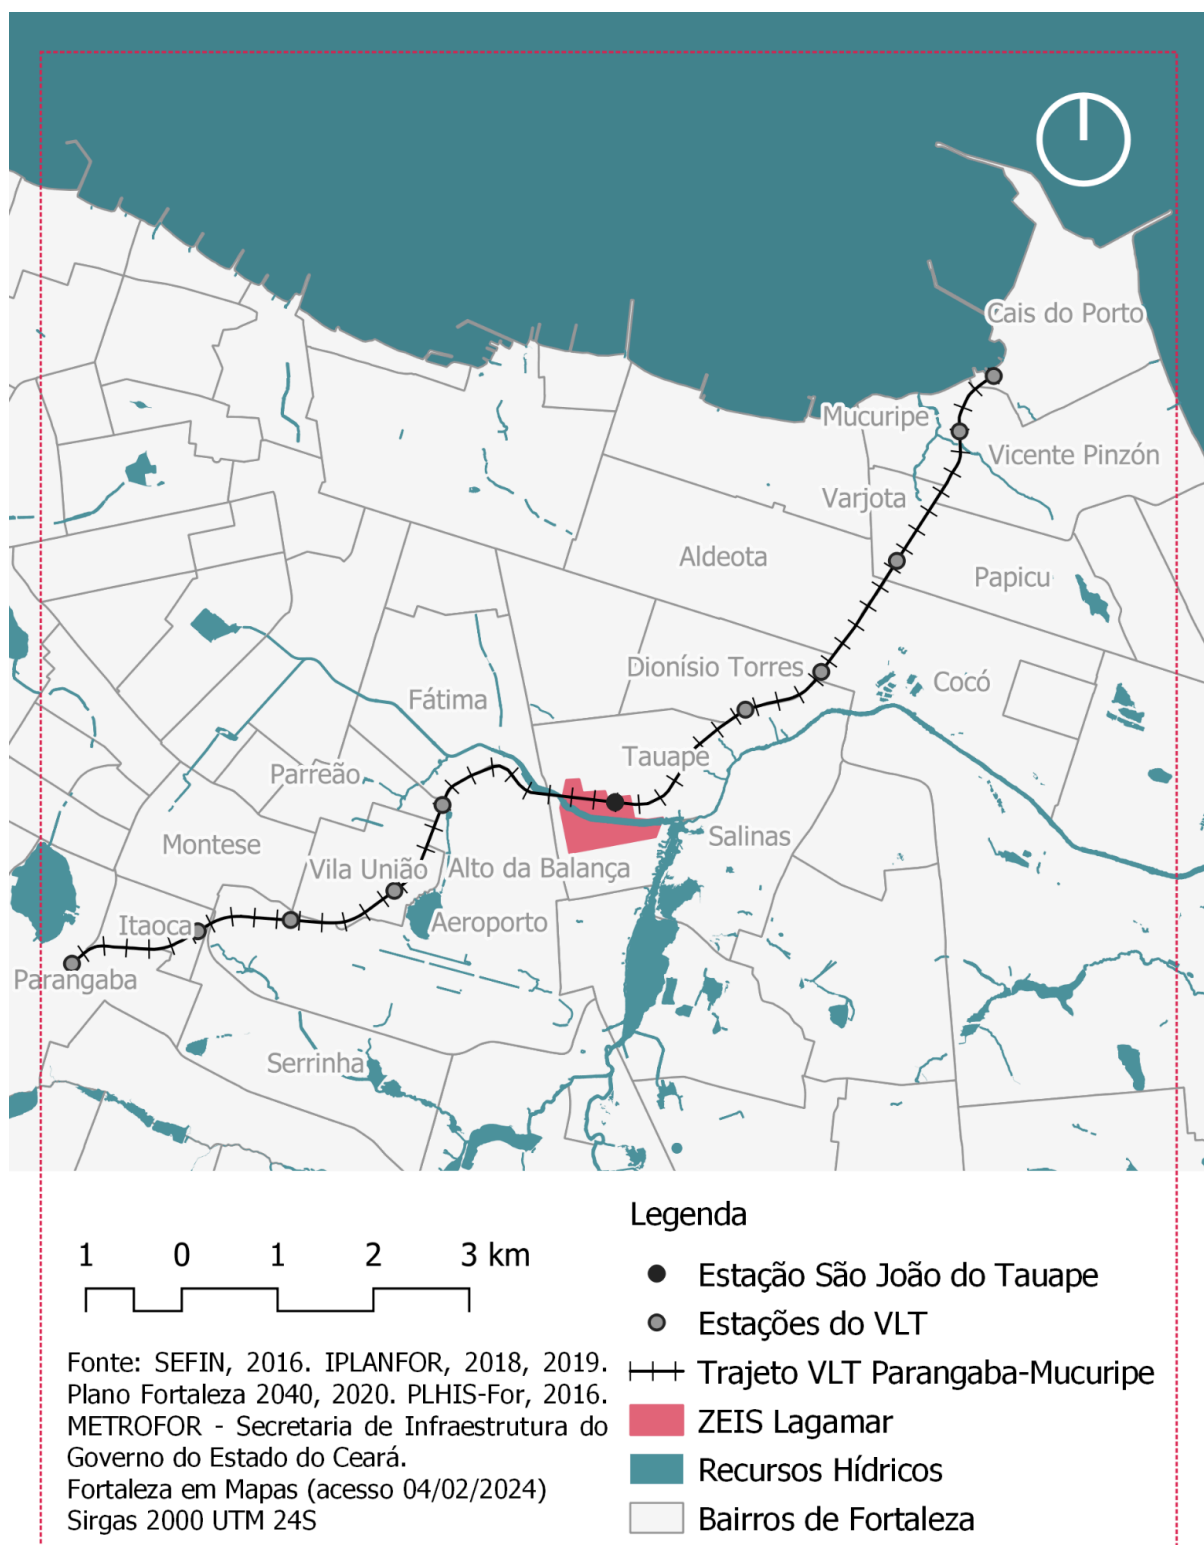 Cais do Porto
Mucuripe
Vicente Pinzón
Varjota
Aldeota
Papicu
Dionísio Torres
Cocó
Fátima
Tauape
Parreão
Salinas
Montese
Vila União
Alto da Balança
Itaoca
Aeroporto
Parangaba
Serrinha
1 0 1 2 3 km
Fonte: SEFIN, 2016. IPLANFOR, 2018, 2019.
Plano Fortaleza 2040, 2020. PLHIS-For, 2016.
METROFOR - Secretaria de Infraestrutura do
Governo do Estado do Ceará.
Fortaleza em Mapas (acesso 04/02/2024)
Sirgas 2000 UTM 24S
Legenda
Estação São João do Tauape
Estações do VLT
Trajeto VLT Parangaba-Mucuripe
ZEIS Lagamar
Recursos Hídricos
Bairros de Fortaleza